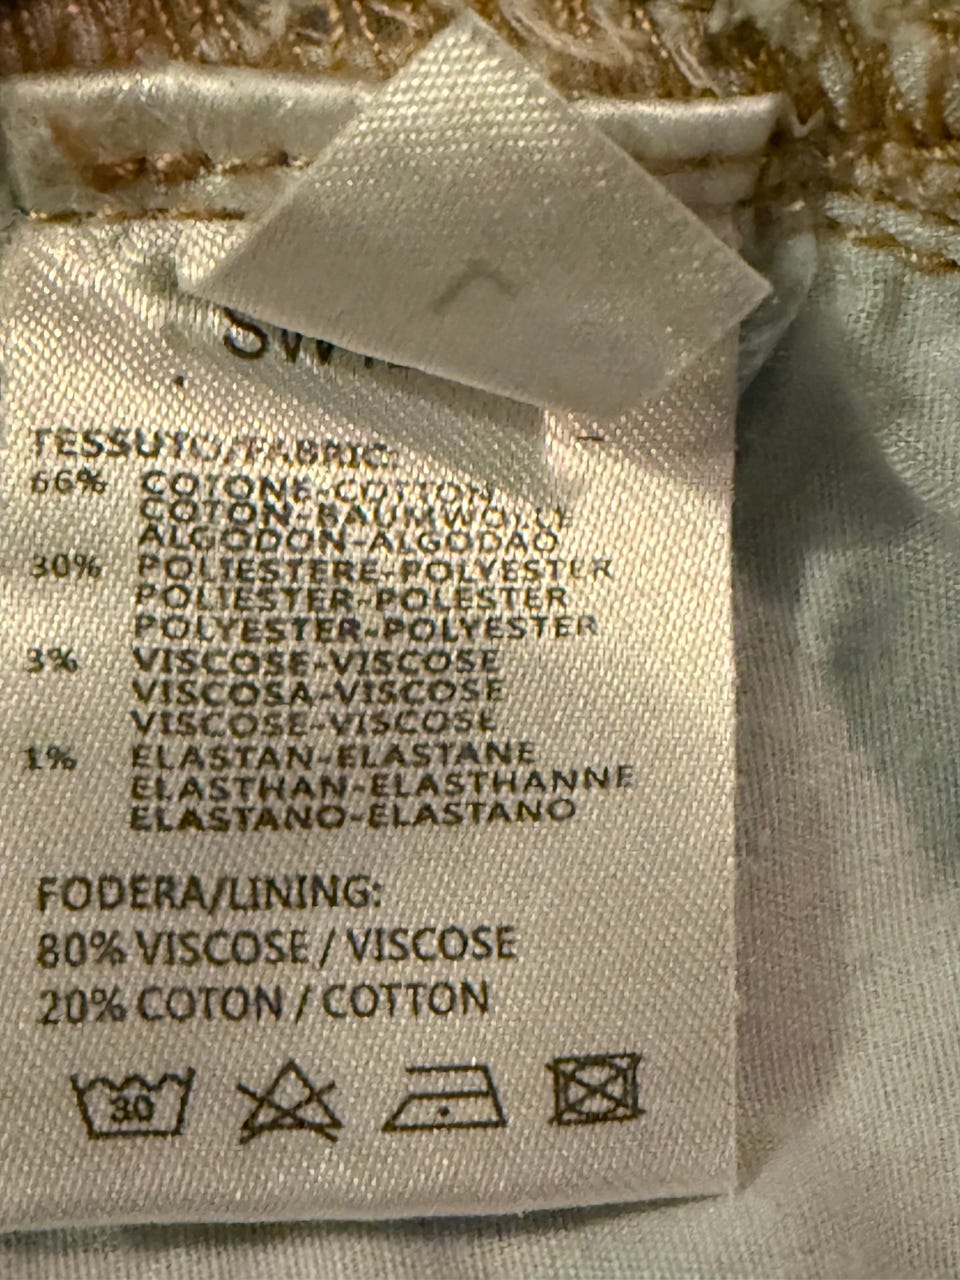 TESSUTO/FABRIC:
66% COTONE-COTTON
COTON-BAUMWOLLE
ALGODON-ALGODAO
30% POLIESTERE-POLYESTER
POLIESTER-POLESTER
POLYESTER-POLYESTER
3% VISCOSE-VISCOSE
VISCOSA-VISCOSE
VISCOSE-VISCOSE
1% ELASTAN-ELASTANE
ELASTHAN-ELASTHANNE
ELASTANO-ELASTANO
FODERA/LINING:
80% VISCOSE / VISCOSE
20% COTON / COTTON
30